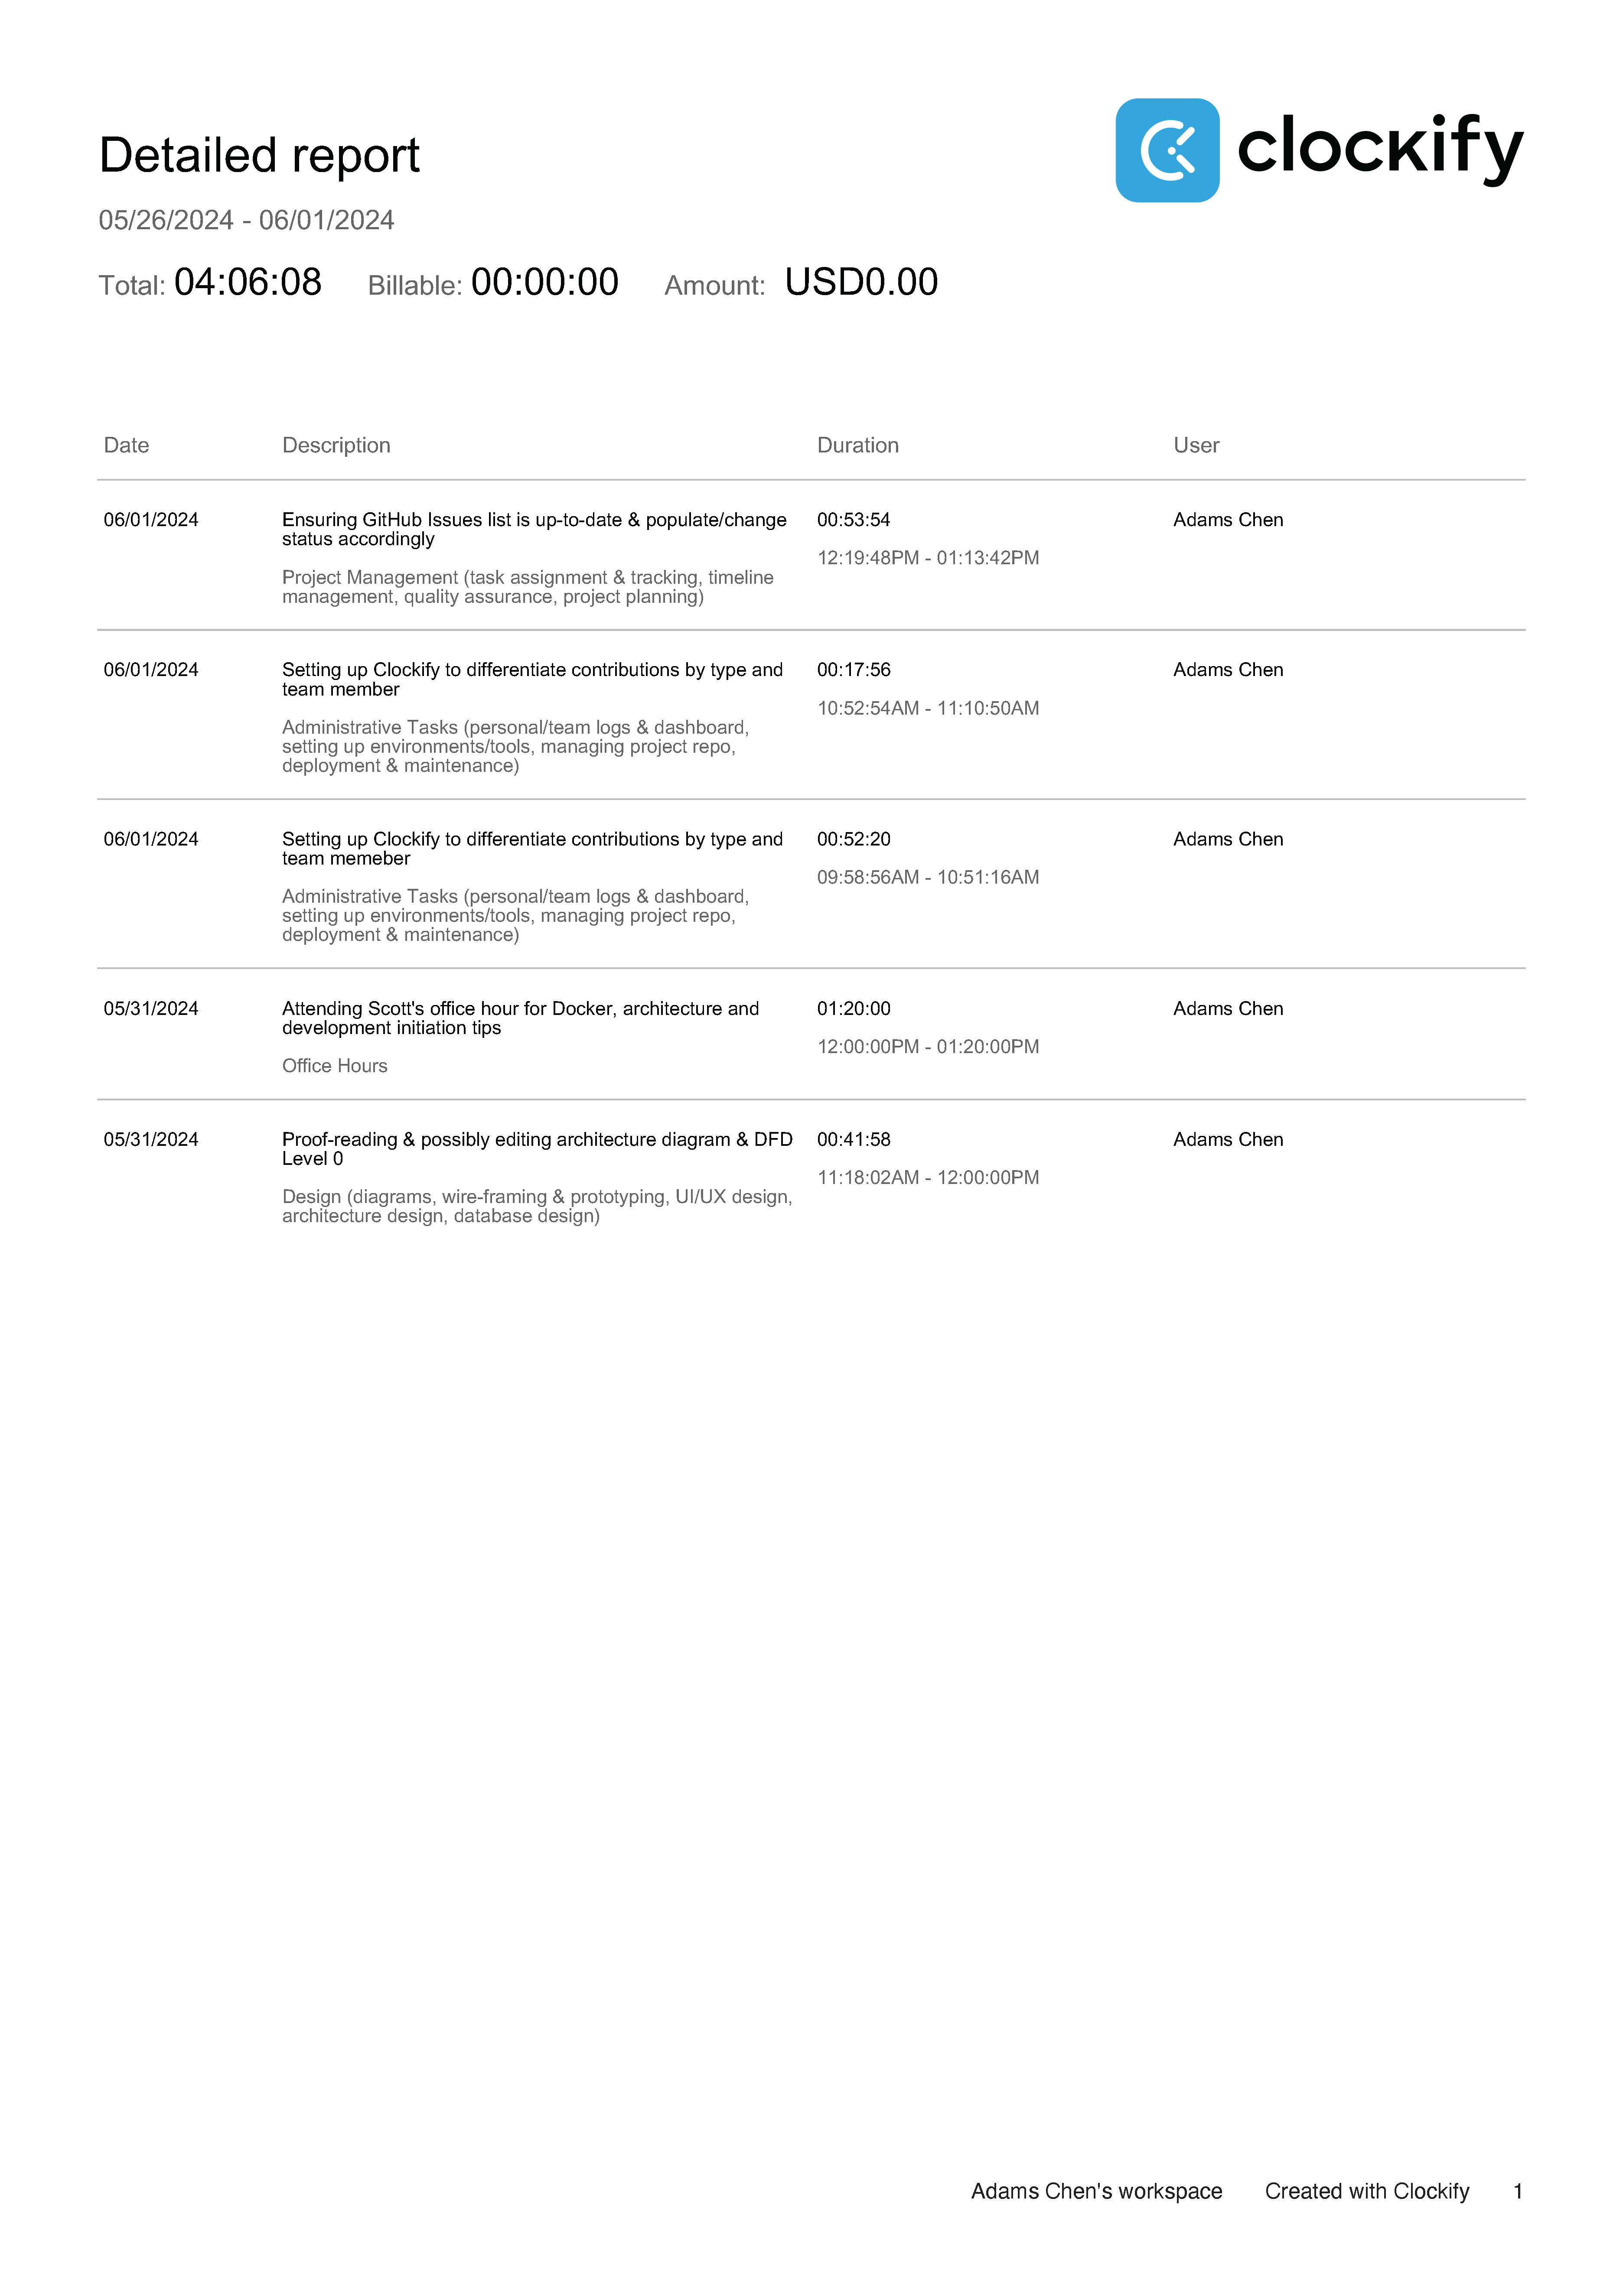 Detailed report
clockify
05/26/2024 - 06/01/2024
Total: 04:06:08 Billable: 00:00:00 Amount: USD0.00
Date Description Duration User
06/01/2024 Ensuring GitHub Issues list is up-to-date & populate/change 00:53:54 Adams Chen
status accordingly
12:19:48PM - 01:13:42PM
Project Management (task assignment & tracking, timeline
management, quality assurance, project planning)
06/01/2024 Setting up Clockify to differentiate contributions by type and 00:17:56 Adams Chen
team member
10:52:54AM - 11:10:50AM
Administrative Tasks (personal/team logs & dashboard,
setting up environments/tools, managing project repo,
deployment & maintenance)
06/01/2024 Setting up Clockify to differentiate contributions by type and 00:52:20 Adams Chen
team memeber
09:58:56AM - 10:51:16AM
Administrative Tasks (personal/team logs & dashboard,
setting up environments/tools, managing project repo,
deployment & maintenance)
05/31/2024 Attending Scott's office hour for Docker, architecture and 01:20:00 Adams Chen
development initiation tips
12:00:00PM - 01:20:00PM
Office Hours
05/31/2024 Proof-reading & possibly editing architecture diagram & DFD 00:41:58 Adams Chen
Level 0
11:18:02AM - 12:00:00PM
Design (diagrams, wire-framing & prototyping, UI/UX design,
architecture design, database design)
Adams Chen's workspace Created with Clockify 1